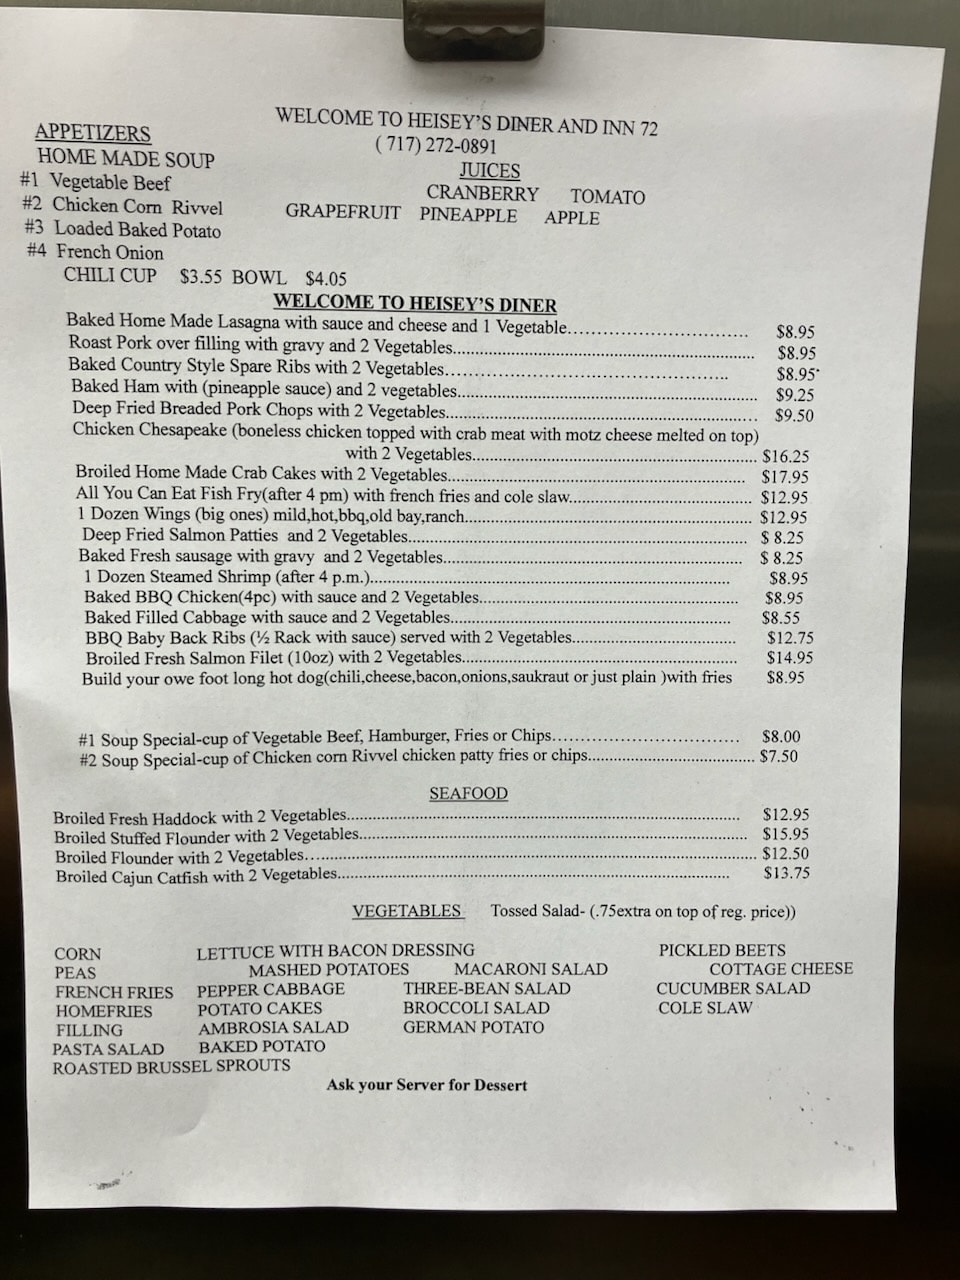 WELCOME TO HEISEY'S DINER AND INN 72
( 717) 272-0891
APPETIZERS
HOME MADE SOUP
#1 Vegetable Beef
#2 Chicken Corn Rivvel
#3 Loaded Baked Potato
#4 French Onion
CHILI CUP $3.55 BOWL $4.05
JUICES
CRANBERRY TOMATO
GRAPEFRUIT PINEAPPLE APPLE
WELCOME TO HEISEY'S DINER
Baked Home Made Lasagna with sauce and cheese and 1 Vegetable.................................... $8.95
Roast Pork over filling with gravy and 2 Vegetables.................................... $8.95
Baked Country Style Spare Ribs with 2 Vegetables.................................... $8.95
Baked Ham with (pineapple sauce) and 2 vegetables.................................... $9.25
Deep Fried Breaded Pork Chops with 2 Vegetables.................................... $9.50
Chicken Chesapeake (boneless chicken topped with crab meat with motz cheese melted on top)
with 2 Vegetables.................................... $16.25
Broiled Home Made Crab Cakes with 2 Vegetables.................................... $17.95
All You Can Eat Fish Fry(after 4 pm) with french fries and cole slaw.................................... $12.95
1 Dozen Wings (big ones) mild,hot,bbq,old bay,ranch.................................... $12.95
Deep Fried Salmon Patties and 2 Vegetables.................................... $ 8.25
Baked Fresh sausage with gravy and 2 Vegetables.................................... $ 8.25
1 Dozen Steamed Shrimp (after 4 p.m.).................................... $8.95
Baked BBQ Chicken(4pc) with sauce and 2 Vegetables.................................... $8.95
Baked Filled Cabbage with sauce and 2 Vegetables.................................... $8.55
BBQ Baby Back Ribs (½ Rack with sauce) served with 2 Vegetables.................................... $12.75
Broiled Fresh Salmon Filet (10oz) with 2 Vegetables.................................... $14.95
Build your owe foot long hot dog(chili,cheese,bacon,onions,saukraut or just plain )with fries $8.95
#1 Soup Special-cup of Vegetable Beef, Hamburger, Fries or Chips.................................... $8.00
#2 Soup Special-cup of Chicken corn Rivvel chicken patty fries or chips.................................... $7.50
SEAFOOD
Broiled Fresh Haddock with 2 Vegetables.................................... $12.95
Broiled Stuffed Flounder with 2 Vegetables.................................... $15.95
Broiled Flounder with 2 Vegetables.................................... $12.50
Broiled Cajun Catfish with 2 Vegetables.................................... $13.75
VEGETABLES Tossed Salad- (.75extra on top of reg. price))
CORN LETTUCE WITH BACON DRESSING PICKLED BEETS
PEAS MASHED POTATOES MACARONI SALAD COTTAGE CHEESE
FRENCH FRIES PEPPER CABBAGE THREE-BEAN SALAD CUCUMBER SALAD
HOMEFRIES POTATO CAKES BROCCOLI SALAD COLE SLAW
FILLING AMBROSIA SALAD GERMAN POTATO
PASTA SALAD BAKED POTATO
ROASTED BRUSSEL SPROUTS
Ask your Server for Dessert